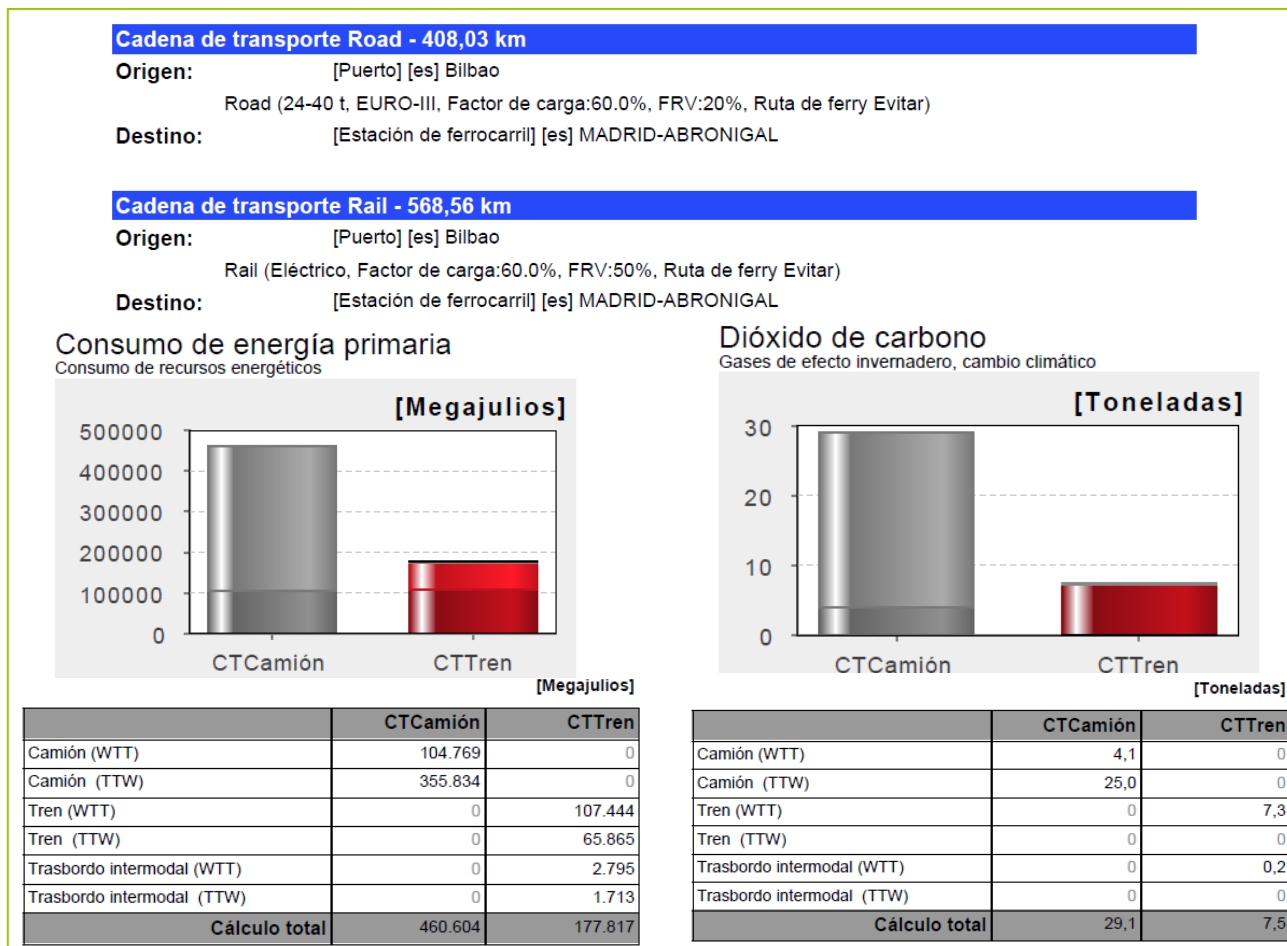 Cadena de transporte Road - 408,03 km
Origen: [Puerto] [es] Bilbao
Road (24-40 t, EURO-III, Factor de carga:60.0%, FRV:20%, Ruta de ferry Evitar)
Destino: [Estación de ferrocarril] [es] MADRID-ABRONIGAL
Cadena de transporte Rail - 568,56 km
Origen: [Puerto] [es] Bilbao
Rail (Eléctrico, Factor de carga:60.0%, FRV:50%, Ruta de ferry Evitar)
Destino: [Estación de ferrocarril] [es] MADRID-ABRONIGAL
Consumo de energía primaria
Consumo de recursos energéticos
[Megajulios]
500000
400000
300000
200000
100000
0
CTCamión CTTren
[Megajulios]
CTCamión CTTren
Camión (WTT) 104.769 0
Camión (TTW) 355.834 0
Tren (WTT) 0 107.444
Tren (TTW) 0 65.865
Trasbordo intermodal (WTT) 0 2.795
Trasbordo intermodal (TTW) 0 1.713
Cálculo total 460.604 177.817
Dióxido de carbono
Gases de efecto invernadero, cambio climático
[Toneladas]
30
20
10
0
CTCamión CTTren
[Toneladas]
CTCamión CTTren
Camión (WTT) 4,1 0
Camión (TTW) 25,0 0
Tren (WTT) 0 7,3
Tren (TTW) 0 0
Trasbordo intermodal (WTT) 0 0,2
Trasbordo intermodal (TTW) 0 0
Cálculo total 29,1 7,5